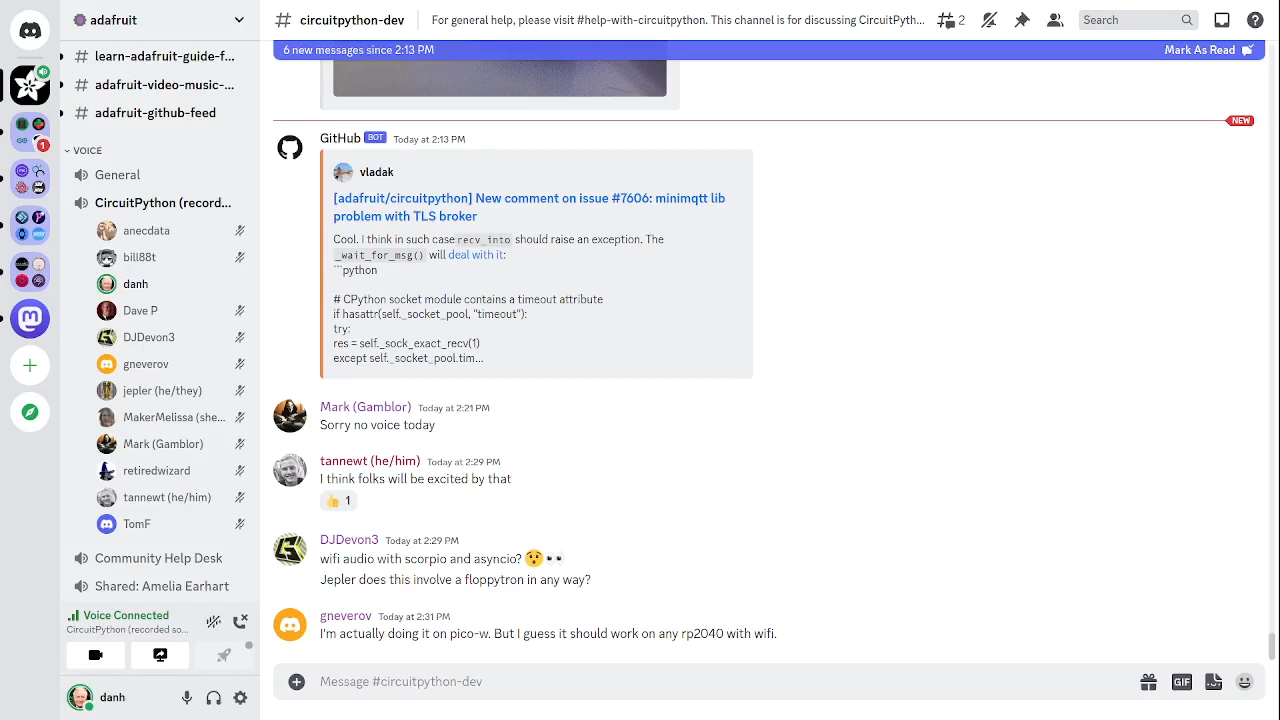 adafruit
# learn-adafruit-guide-f...
# adafruit-video-music-...
# adafruit-github-feed
1
VOICE
General
CircuitPython (record...
anecdata
bill88t
danh
Dave P
DJDevon3
gneverov
jepler (he/they)
MakerMelissa (she...
Mark (Gamblor)
retiredwizard
tannewt (he/him)
TomF
Community Help Desk
Shared: Amelia Earhart
Voice Connected
CircuitPython (recorded so...
danh
# circuitpython-dev
For general help, please visit #help-with-circuitpython. This channel is for discussing CircuitPyth...
2
Search
6 new messages since 2:13 PM
Mark As Read
NEW
GitHub BOT Today at 2:13 PM
vladak
[adafruit/circuitpython] New comment on issue #7606: minimqtt lib
problem with TLS broker
Cool. I think in such case recv_into should raise an exception. The
_wait_for_msg() will deal with it:
```python
# CPython socket module contains a timeout attribute
if hasattr(self._socket_pool, "timeout"):
try:
res = self._sock_exact_recv(1)
except self._socket_pool.tim...
Mark (Gamblor) Today at 2:21 PM
Sorry no voice today
tannewt (he/him) Today at 2:29 PM
I think folks will be excited by that
👍 1
DJDevon3 Today at 2:29 PM
wifi audio with scorpio and asyncio? 😯👀
Jepler does this involve a floppytron in any way?
gneverov Today at 2:31 PM
I'm actually doing it on pico-w. But I guess it should work on any rp2040 with wifi.
Message #circuitpython-dev
GIF